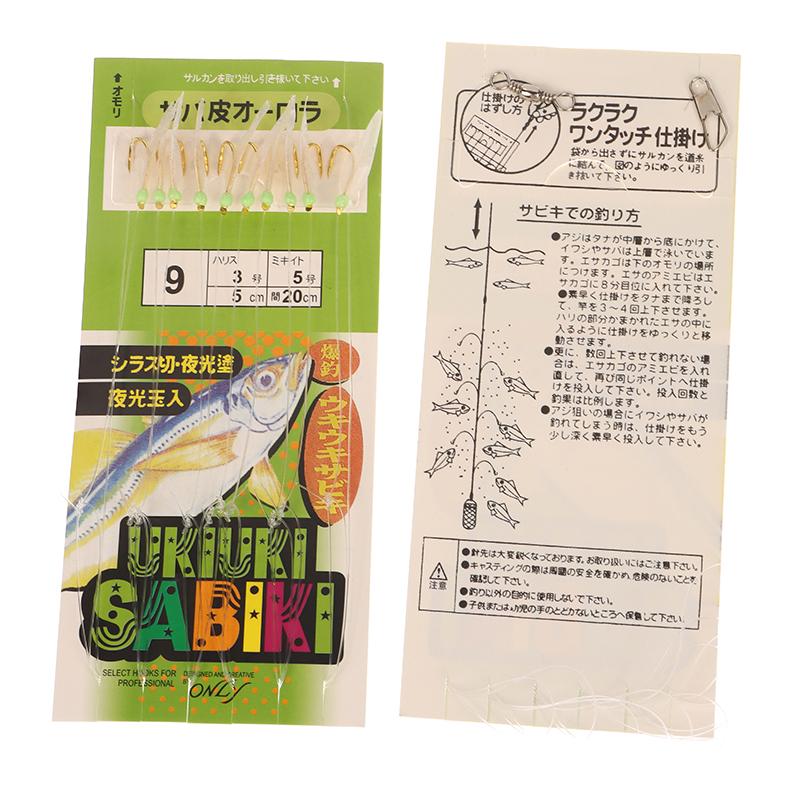 ↑オモリ
サルカンを取り出し引き抜いて下さい↑
サバ皮オーロラ
9
ハリス
ミキイト
3号
5号
5cm
間20cm
シラス切・夜光塗
夜光玉入
爆釣
ウキウキサビキ
UKIUKI
SABIKI
SELECT HOOKS FOR
PROFESSIONAL
DESIGNED AND CREATIVE
BY ONLY
仕掛けの
はずし方
ラクラク
ワンタッチ仕掛け
袋から出さずにサルカンを道糸
に結んで、図のようにゆっくり引
き抜いて下さい。
サビキでの釣り方
●アジはタナが中層から底にかけて、
イワシやサバは上層で泳いでいま
す。エサカゴは下のオモリの場所
につけます。エサのアミエビはエ
サカゴに8分目位に入れて下さい。
●素早く仕掛けをタナまで降ろし
て、竿を3〜4回上下させます。
ハリの部分がまかれたエサの中に
入るように仕掛けをゆっくりと移
動させます。
●更に、数回上下させて釣れない場
合は、エサカゴのアミエビを入れ
直して、再び同じポイントへ仕掛
けを投入して下さい。投入回数と
釣果は比例します。
●アジ狙いの場合にイワシやサバが
釣れてしまう時は、仕掛けをもう
少し深く素早く投入して下さい。
注意
●針先は大変鋭くなっております。お取り扱いにはご注意下さい。
●キャスティングの際は周囲の安全を確かめ、危険のないことを
確認して下さい。
●釣り以外の目的に使用しないで下さい。
●子供または幼児の手のとどかないところへ保管して下さい。